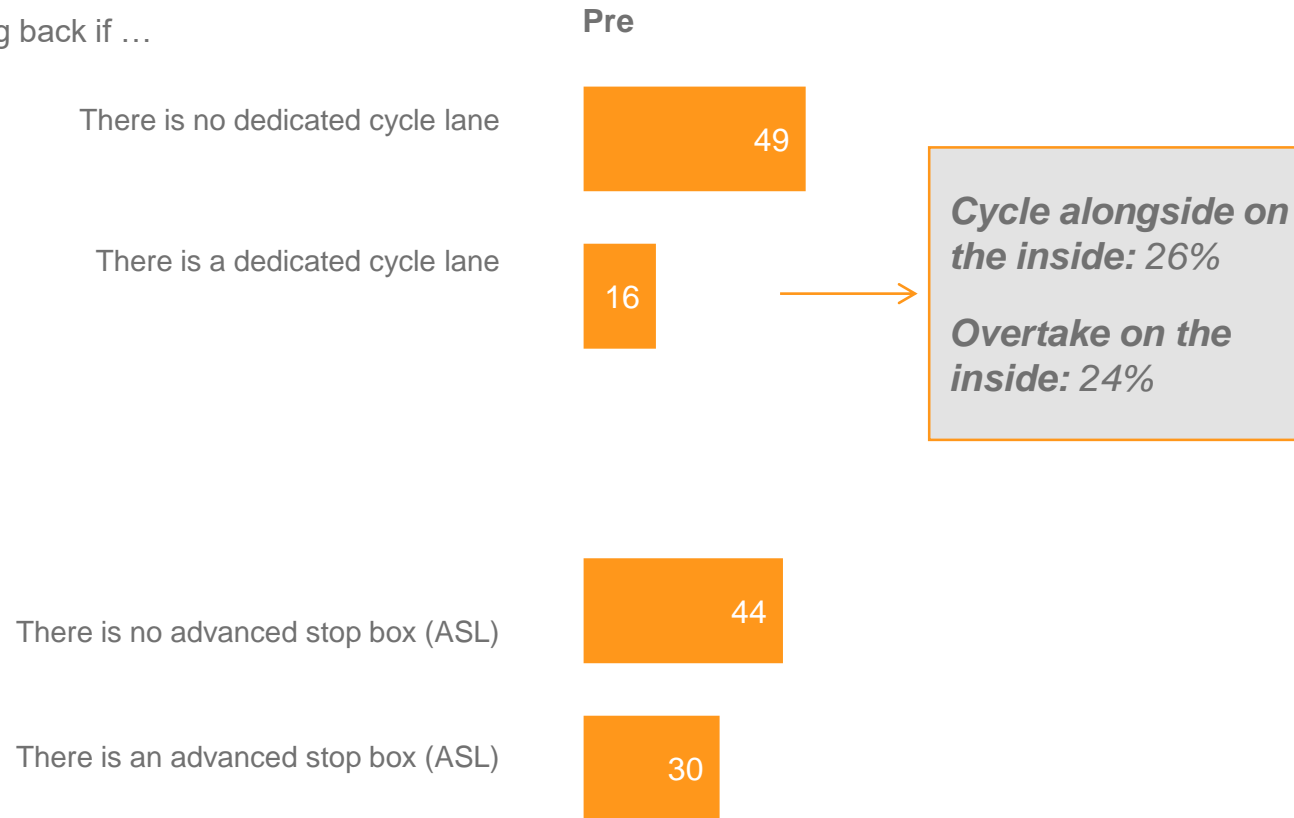 back if …
Pre
There is no dedicated cycle lane
49
There is a dedicated cycle lane
16
Cycle alongside on
the inside: 26%
Overtake on the
inside: 24%
There is no advanced stop box (ASL)
44
There is an advanced stop box (ASL)
30